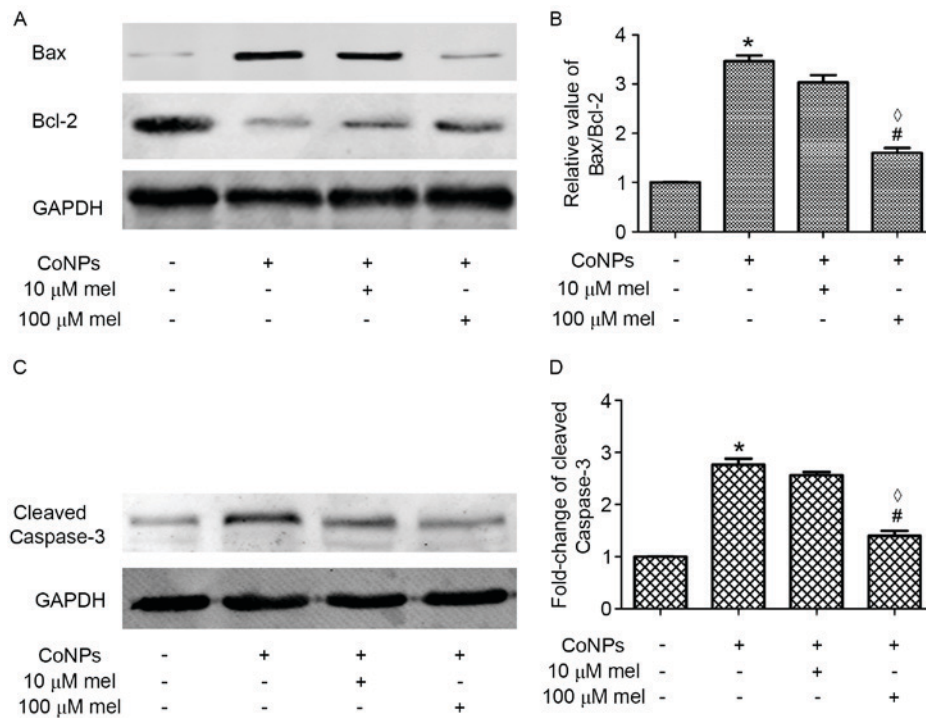 A
Bax
Bcl-2
GAPDH
CoNPs - + + +
10 µM mel - - + -
100 µM mel - - - +
B
Relative value of
Bax/Bcl-2
4
3
2
1
0
*
◊
#
CoNPs - + + +
10 µM mel - - + -
100 µM mel - - - +
C
Cleaved
Caspase-3
GAPDH
CoNPs - + + +
10 µM mel - - + -
100 µM mel - - - +
D
Fold-change of cleaved
Caspase-3
4
3
2
1
0
*
◊
#
CoNPs - + + +
10 µM mel - - + -
100 µM mel - - - +